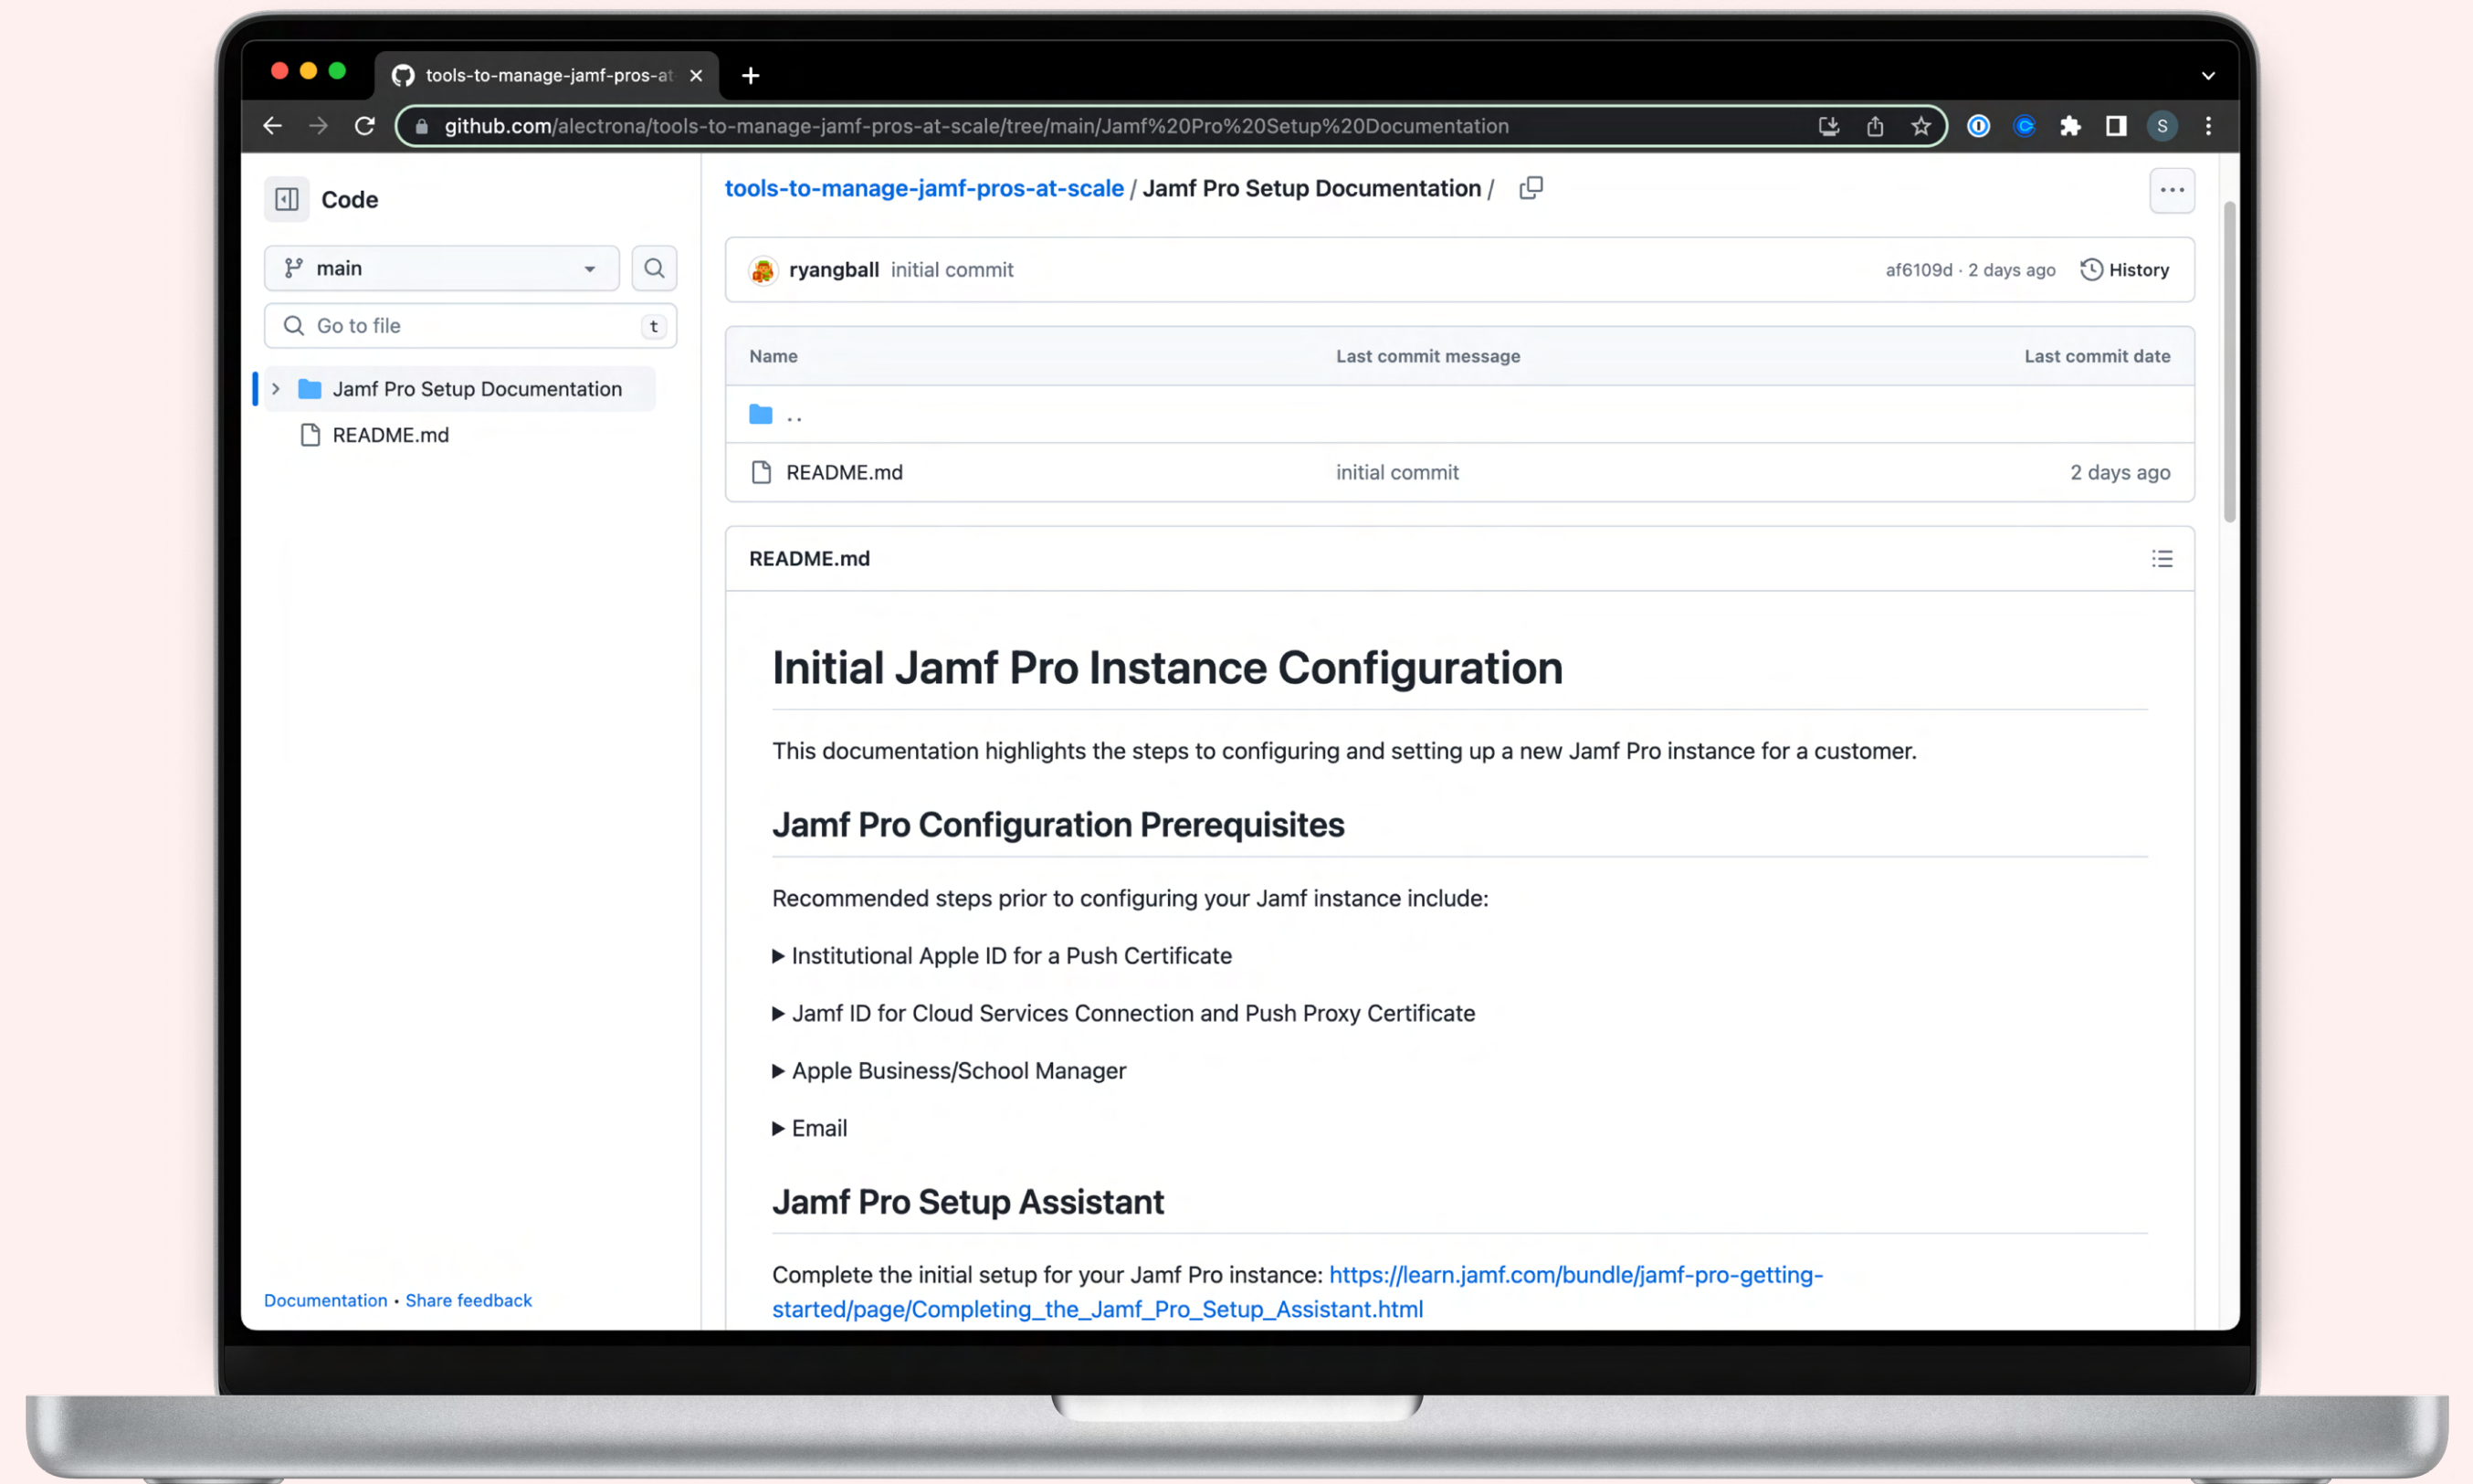 tools-to-manage-jamf-pros-at
github.com/alectrona/tools-to-manage-jamf-pros-at-scale/tree/main/Jamf%20Pro%20Setup%20Documentation
S
Code
main
Go to file
t
Jamf Pro Setup Documentation
README.md
Documentation • Share feedback
tools-to-manage-jamf-pros-at-scale / Jamf Pro Setup Documentation /
ryangball initial commit
af6109d · 2 days ago
History
Name Last commit message Last commit date
..
README.md initial commit 2 days ago
README.md
Initial Jamf Pro Instance Configuration
This documentation highlights the steps to configuring and setting up a new Jamf Pro instance for a customer.
Jamf Pro Configuration Prerequisites
Recommended steps prior to configuring your Jamf instance include:
Institutional Apple ID for a Push Certificate
Jamf ID for Cloud Services Connection and Push Proxy Certificate
Apple Business/School Manager
Email
Jamf Pro Setup Assistant
Complete the initial setup for your Jamf Pro instance: https://learn.jamf.com/bundle/jamf-pro-getting-
started/page/Completing_the_Jamf_Pro_Setup_Assistant.html